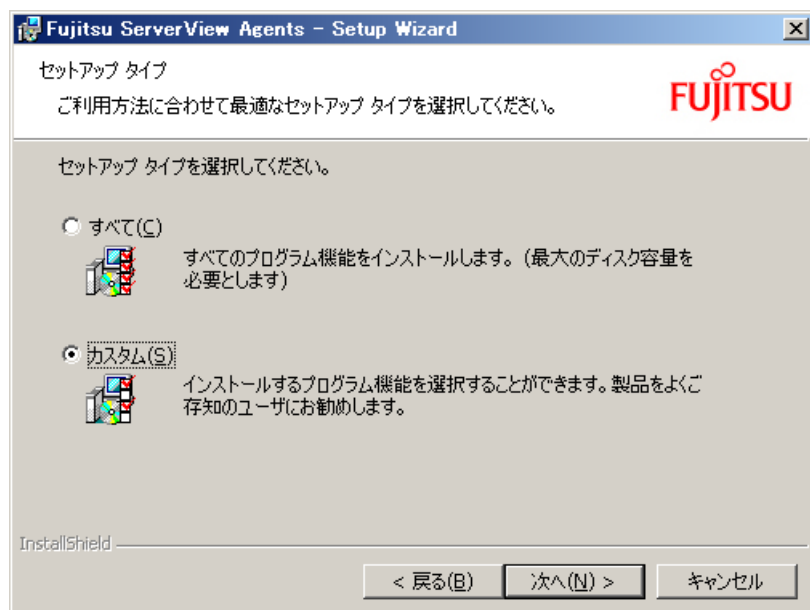 Fujitsu ServerView Agents - Setup Wizard
セットアップ タイプ
ご利用方法に合わせて最適なセットアップ タイプを選択してください。
FUJITSU
セットアップ タイプを選択してください。
すべて(C)
すべてのプログラム機能をインストールします。(最大のディスク容量を
必要とします)
カスタム(S)
インストールするプログラム機能を選択することができます。製品をよくご
存知のユーザにお勧めします。
InstallShield
< 戻る(B)
次へ(N) >
キャンセル